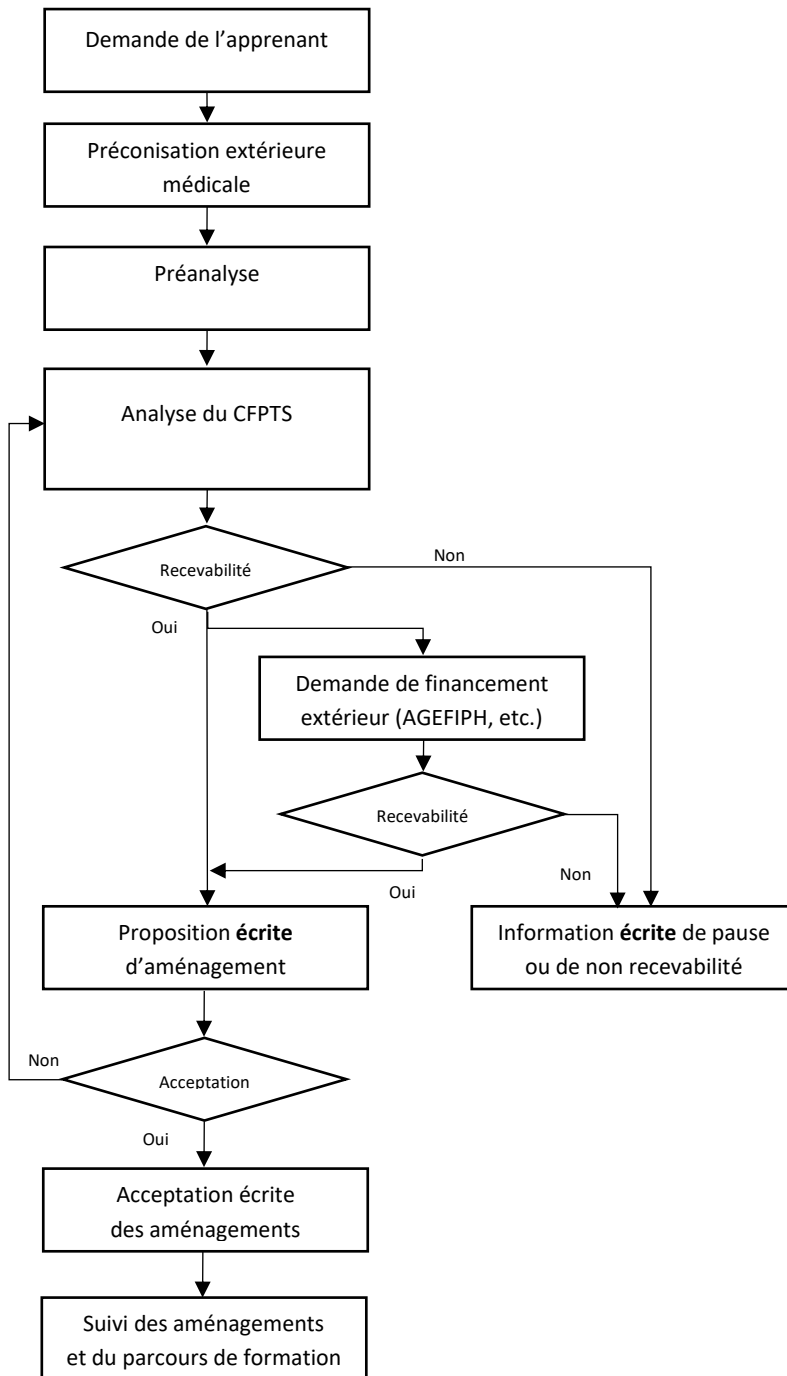 Demande de l’apprenant
Préconisation extérieure
médicale
Préanalyse
Analyse du CFPTS
Recevabilité
Non
Oui
Demande de financement
extérieur (AGEFIPH, etc.)
Recevabilité
Non
Oui
Proposition écrite
d’aménagement
Information écrite de pause
ou de non recevabilité
Non
Acceptation
Oui
Acceptation écrite
des aménagements
Suivi des aménagements
et du parcours de formation